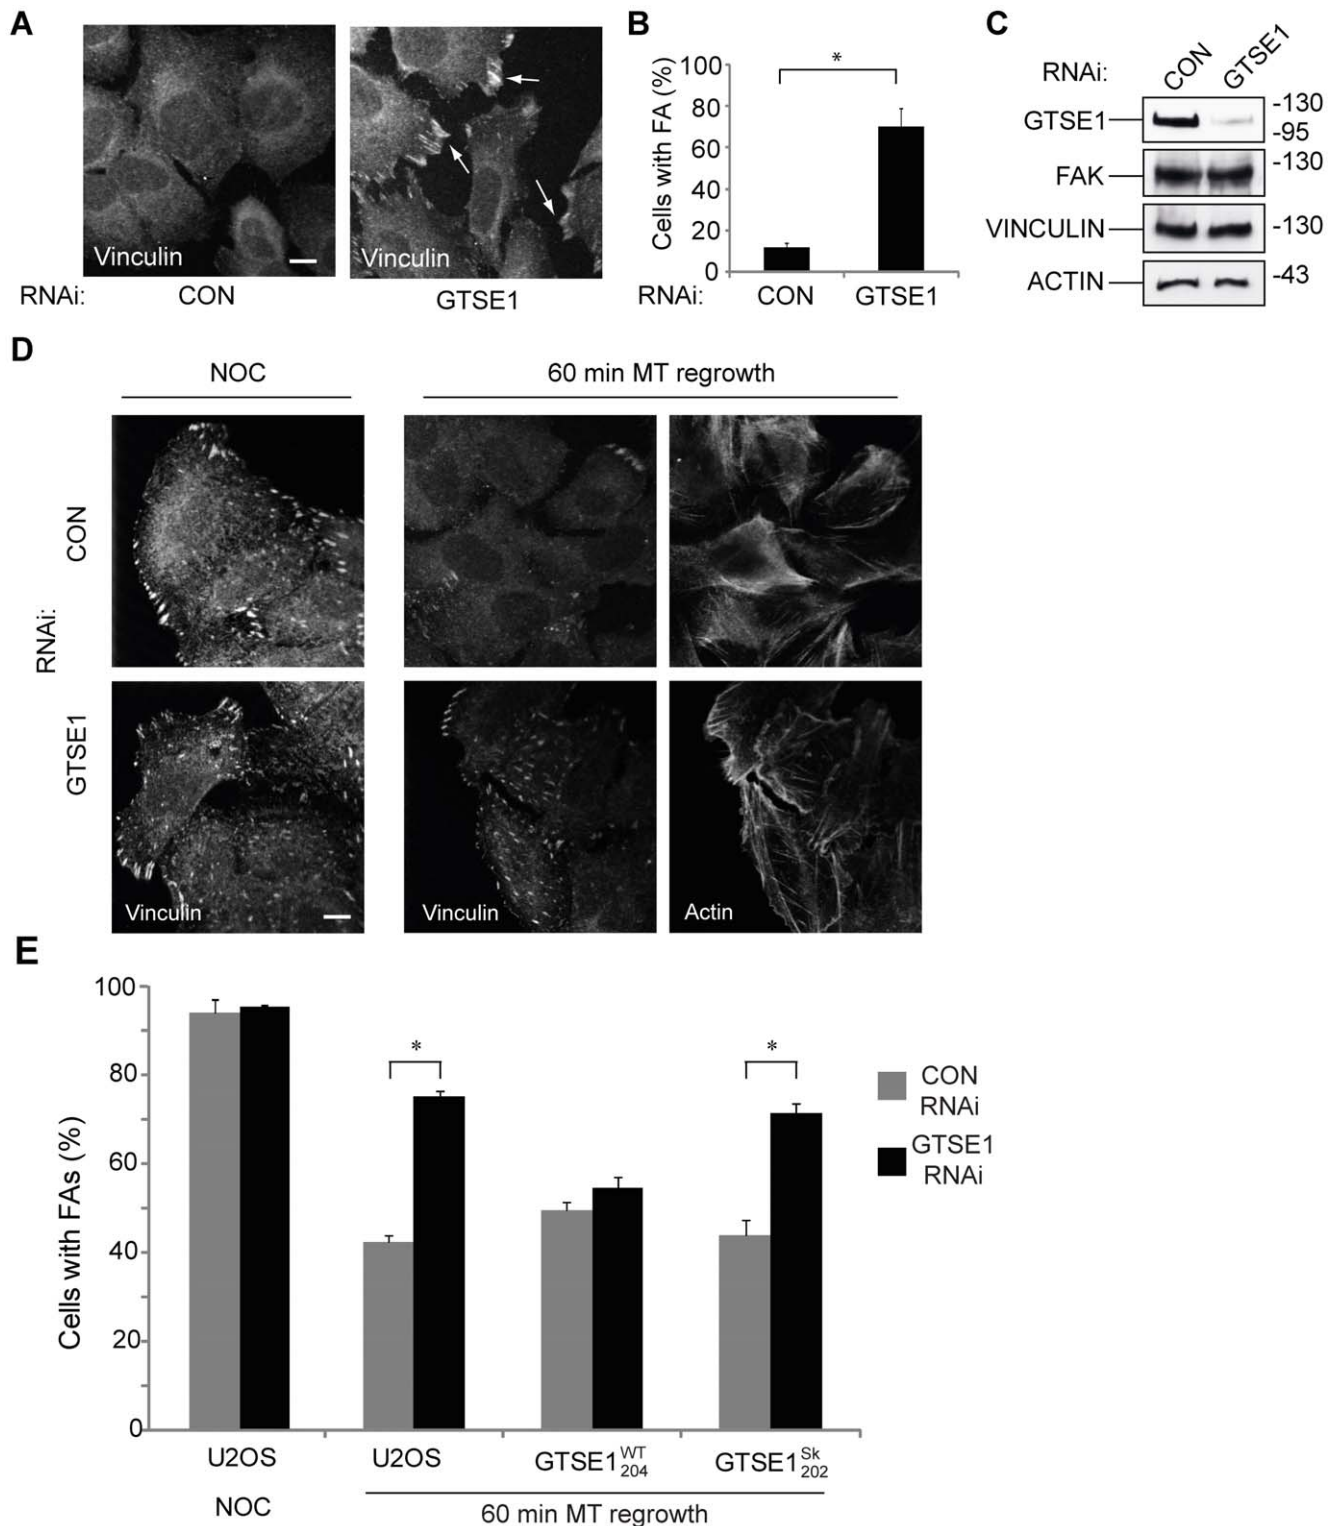 A
Vinculin
Vinculin
RNAi:
CON
GTSE1
B
Cells with FA (%)
100
80
60
40
20
0
*
RNAi:
CON
GTSE1
C
RNAi:
CON
GTSE1
GTSE1
-130
-95
FAK
-130
VINCULIN
-130
ACTIN
-43
D
NOC
60 min MT regrowth
RNAi:
CON
GTSE1
Vinculin
Vinculin
Actin
E
Cells with FAs (%)
100
80
60
40
20
0
*
*
CON
RNAi
GTSE1
RNAi
U2OS
U2OS
GTSE1 WT 204
GTSE1 Sk 202
NOC
60 min MT regrowth